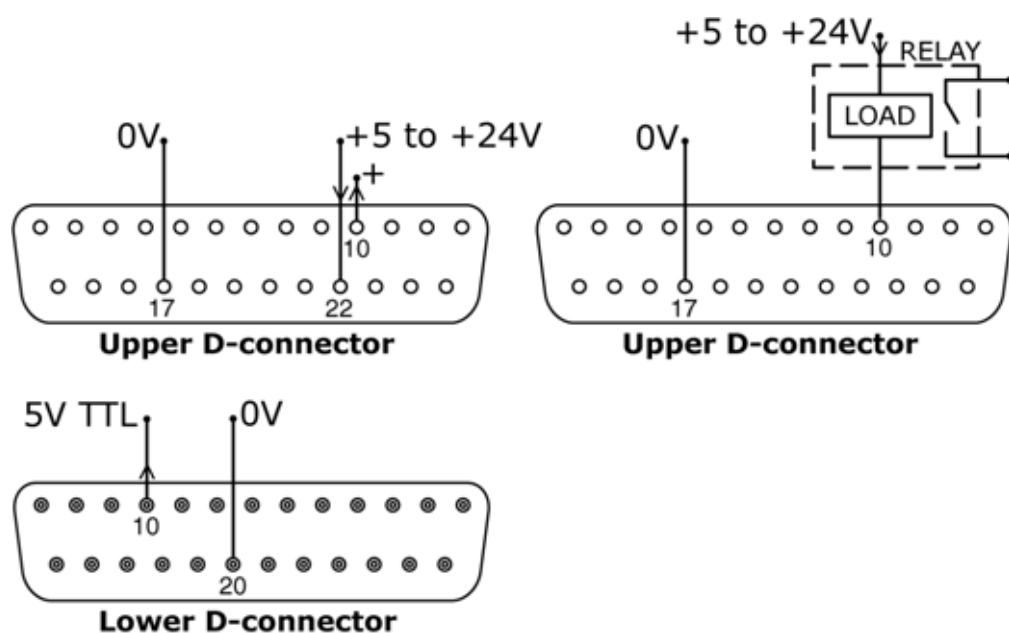 0V
+5 to +24V
+
10
17
22
Upper D-connector
+5 to +24V
RELAY
LOAD
0V
10
17
Upper D-connector
5V TTL
0V
10
20
Lower D-connector